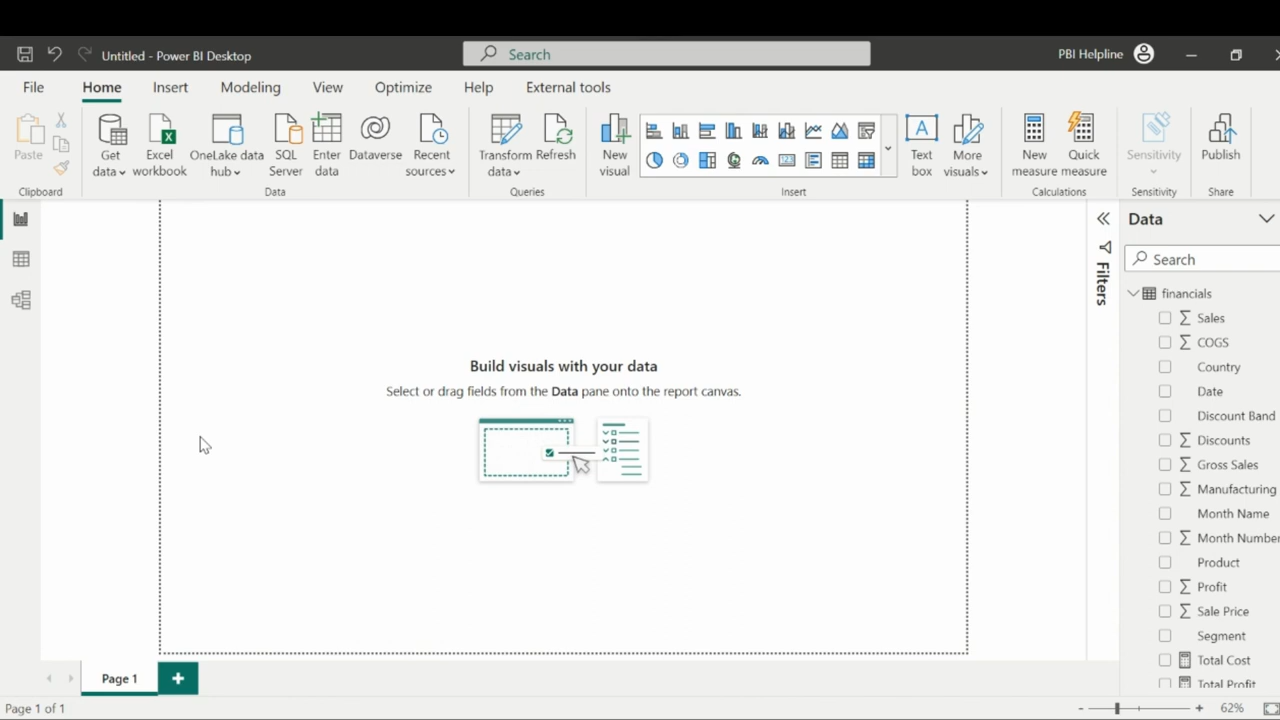 Untitled - Power BI Desktop
Search
PBI Helpline
File Home Insert Modeling View Optimize Help External tools
Paste
Get data
Excel workbook
OneLake data hub
SQL Server
Enter data
Dataverse
Recent sources
Transform data
Refresh
New visual
Text box
More visuals
New measure
Quick measure
Sensitivity
Publish
Clipboard
Data
Queries
Insert
Calculations
Sensitivity
Share
Build visuals with your data
Select or drag fields from the Data pane onto the report canvas.
Filters
Data
Search
financials
Sales
COGS
Country
Date
Discount Band
Discounts
Gross Sales
Manufacturing
Month Name
Month Number
Product
Profit
Sale Price
Segment
Total Cost
Total Profit
Page 1
Page 1 of 1
62%